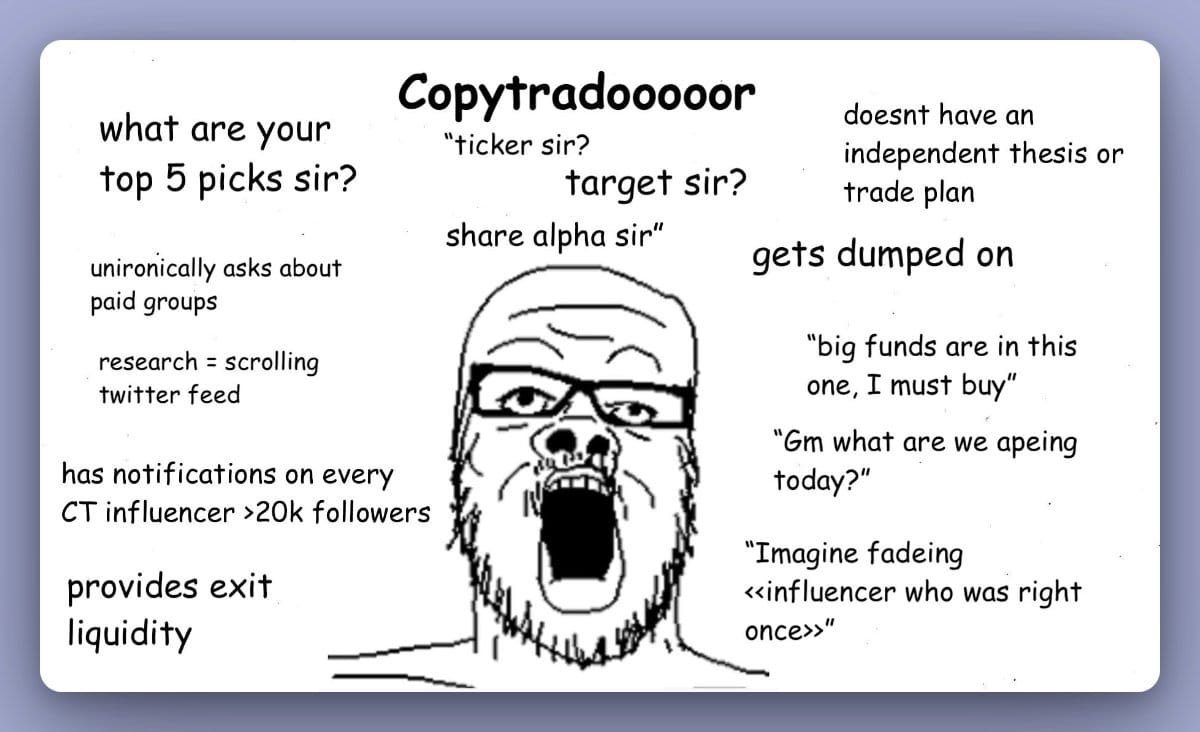 Copytradooooor
"ticker sir?
target sir?
share alpha sir"
what are your
top 5 picks sir?
unironically asks about
paid groups
research = scrolling
twitter feed
has notifications on every
CT influencer >20k followers
provides exit
liquidity
doesnt have an
independent thesis or
trade plan
gets dumped on
"big funds are in this
one, I must buy"
"Gm what are we apeing
today?"
"Imagine fadeing
<<influencer who was right
once>>"